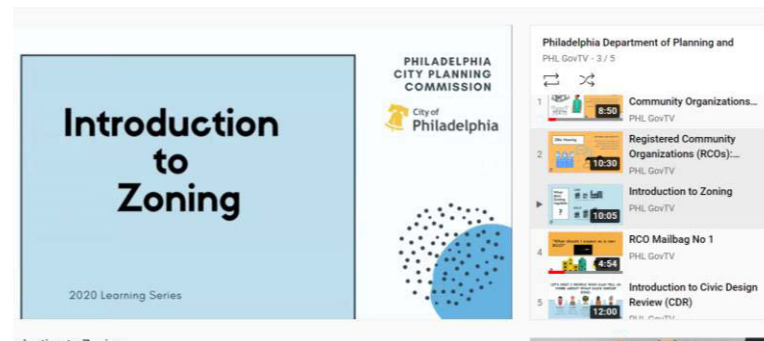 Introduction
to
Zoning
2020 Learning Series
PHILADELPHIA
CITY PLANNING
COMMISSION
City of
Philadelphia
Philadelphia Department of Planning and
PHL GovTV - 3 / 5
1
8:50
Community Organizations...
PHL GovTV
2
10:30
Registered Community
Organizations (RCOs):...
PHL GovTV
10:05
Introduction to Zoning
PHL GovTV
4
4:54
RCO Mailbag No 1
PHL GovTV
5
12:00
Introduction to Civic Design
Review (CDR)
PHL GovTV